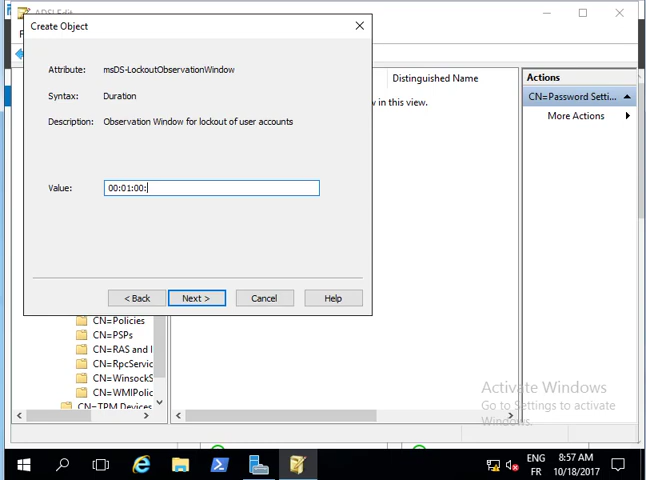 ADSI Edit
Create Object
Attribute: msDS-LockoutObservationWindow
Syntax: Duration
Description: Observation Window for lockout of user accounts
Value: 00:01:00:
< Back Next > Cancel Help
Distinguished Name
w in this view.
Actions
CN=Password Setti...
More Actions
CN=Policies
CN=PSPs
CN=RAS and I
CN=RpcServic
CN=WinsockS
CN=WMIPolic
CN=TPM Devices
Activate Windows
Go to Settings to activate
Windows.
ENG
FR
8:57 AM
10/18/2017